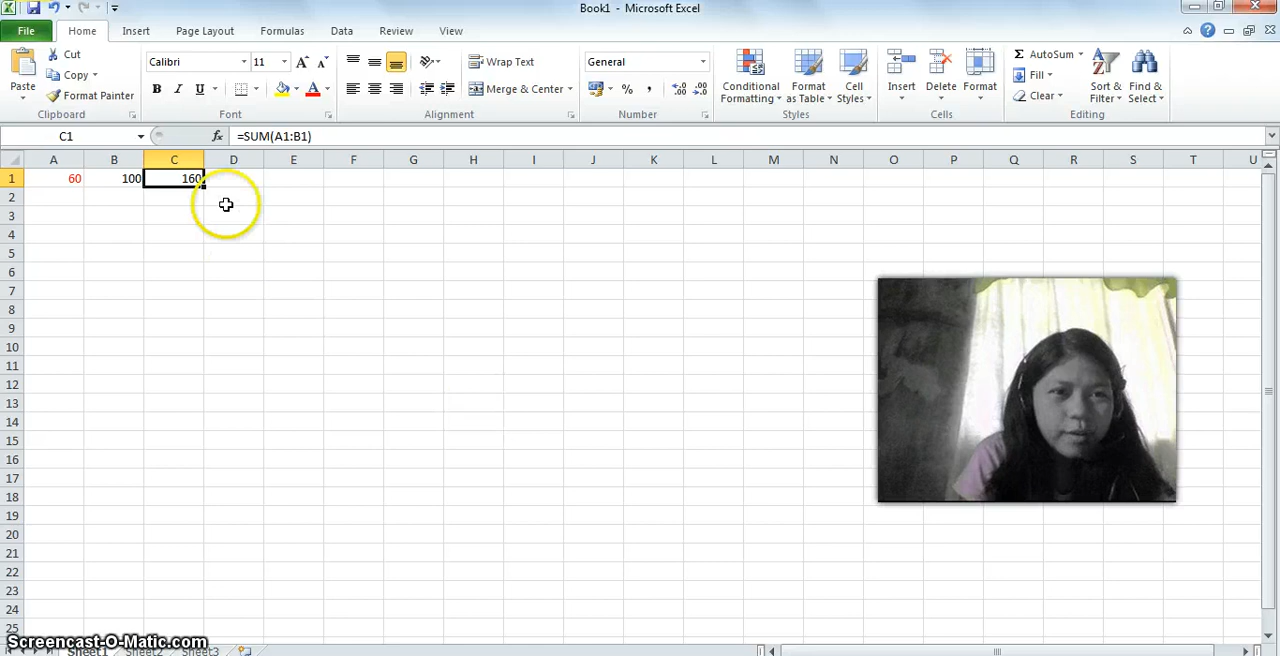 Book1 - Microsoft Excel
File Home Insert Page Layout Formulas Data Review View
Cut
Calibri 11 A A Wrap Text General AutoSum
Copy
Fill
Paste Format Painter B I U A Merge & Center % , Conditional Formatting Format as Table Cell Styles Insert Delete Format Clear Sort & Filter Find & Select
Clipboard Font Alignment Number Styles Cells Editing
C1 fx =SUM(A1:B1)
A B C D E F G H I J K L M N O P Q R S T U
1 60 100 160
2
3
4
5
6
7
8
9
10
11
12
13
14
15
16
17
18
19
20
21
22
23
24
25
Screencast-O-Matic.com
Sheet1 Sheet2 Sheet3